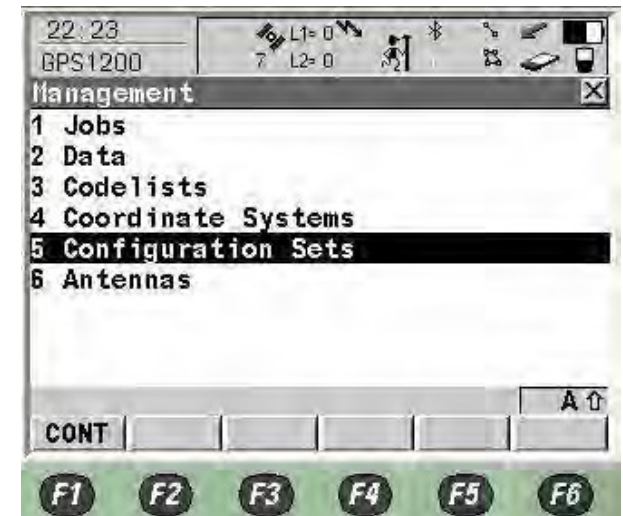 22:23
GPS1200
L1= 0
7 L2= 0
Management
1 Jobs
2 Data
3 Codelists
4 Coordinate Systems
5 Configuration Sets
6 Antennas
A
CONT
F1 F2 F3 F4 F5 F6